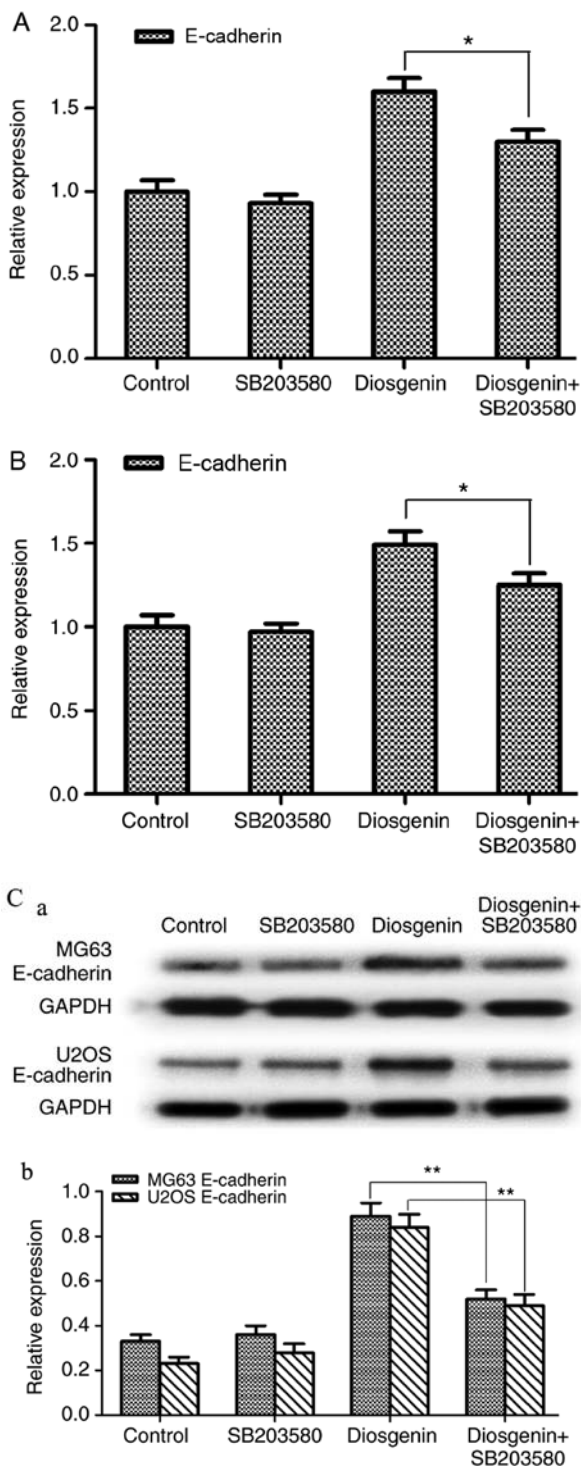 A
E-cadherin
*
Relative expression
2.0
1.5
1.0
0.5
0.0
Control SB203580 Diosgenin Diosgenin+
SB203580
B
E-cadherin
*
Relative expression
2.0
1.5
1.0
0.5
0.0
Control SB203580 Diosgenin Diosgenin+
SB203580
C a
Control SB203580 Diosgenin Diosgenin+
SB203580
MG63
E-cadherin
GAPDH
U2OS
E-cadherin
GAPDH
b
MG63 E-cadherin
U2OS E-cadherin
**
**
Relative expression
1.0
0.8
0.6
0.4
0.2
0.0
Control SB203580 Diosgenin Diosgenin+
SB203580